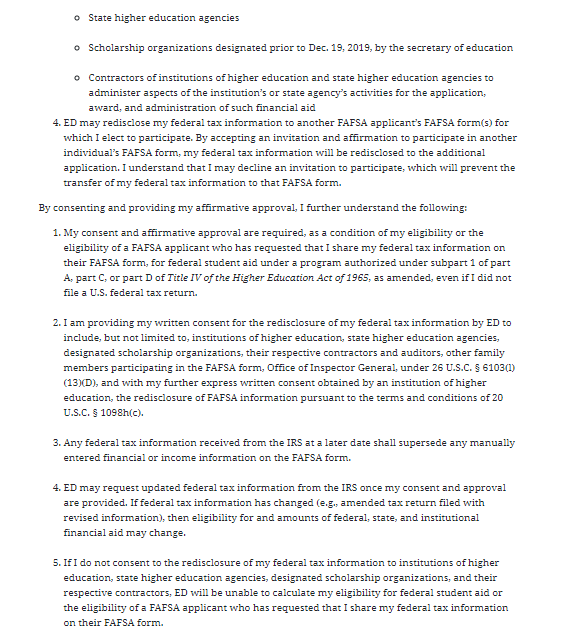 o State higher education agencies
o Scholarship organizations designated prior to Dec. 19, 2019, by the secretary of education
o Contractors of institutions of higher education and state higher education agencies to
administer aspects of the institution's or state agency's activities for the application,
award, and administration of such financial aid
4. ED may redisclose my federal tax information to another FAFSA applicant's FAFSA form(s) for
which I elect to participate. By accepting an invitation and affirmation to participate in another
individual's FAFSA form, my federal tax information will be redisclosed to the additional
application. I understand that I may decline an invitation to participate, which will prevent the
transfer of my federal tax information to that FAFSA form.
By consenting and providing my affirmative approval, I further understand the following:
1. My consent and affirmative approval are required, as a condition of my eligibility or the
eligibility of a FAFSA applicant who has requested that I share my federal tax information on
their FAFSA form, for federal student aid under a program authorized under subpart 1 of part
A, part C, or part D of Title IV of the Higher Education Act of 1965, as amended, even if I did not
file a U.S. federal tax return.
2. I am providing my written consent for the redisclosure of my federal tax information by ED to
include, but not limited to, institutions of higher education, state higher education agencies,
designated scholarship organizations, their respective contractors and auditors, other family
members participating in the FAFSA form, Office of Inspector General, under 26 U.S.C. § 6103(l)
(13)(D), and with my further express written consent obtained by an institution of higher
education, the redisclosure of FAFSA information pursuant to the terms and conditions of 20
U.S.C. § 1098h(c).
3. Any federal tax information received from the IRS at a later date shall supersede any manually
entered financial or income information on the FAFSA form.
4. ED may request updated federal tax information from the IRS once my consent and approval
are provided. If federal tax information has changed (e.g., amended tax return filed with
revised information), then eligibility for and amounts of federal, state, and institutional
financial aid may change.
5. If I do not consent to the redisclosure of my federal tax information to institutions of higher
education, state higher education agencies, designated scholarship organizations, and their
respective contractors, ED will be unable to calculate my eligibility for federal student aid or
the eligibility of a FAFSA applicant who has requested that I share my federal tax information
on their FAFSA form.